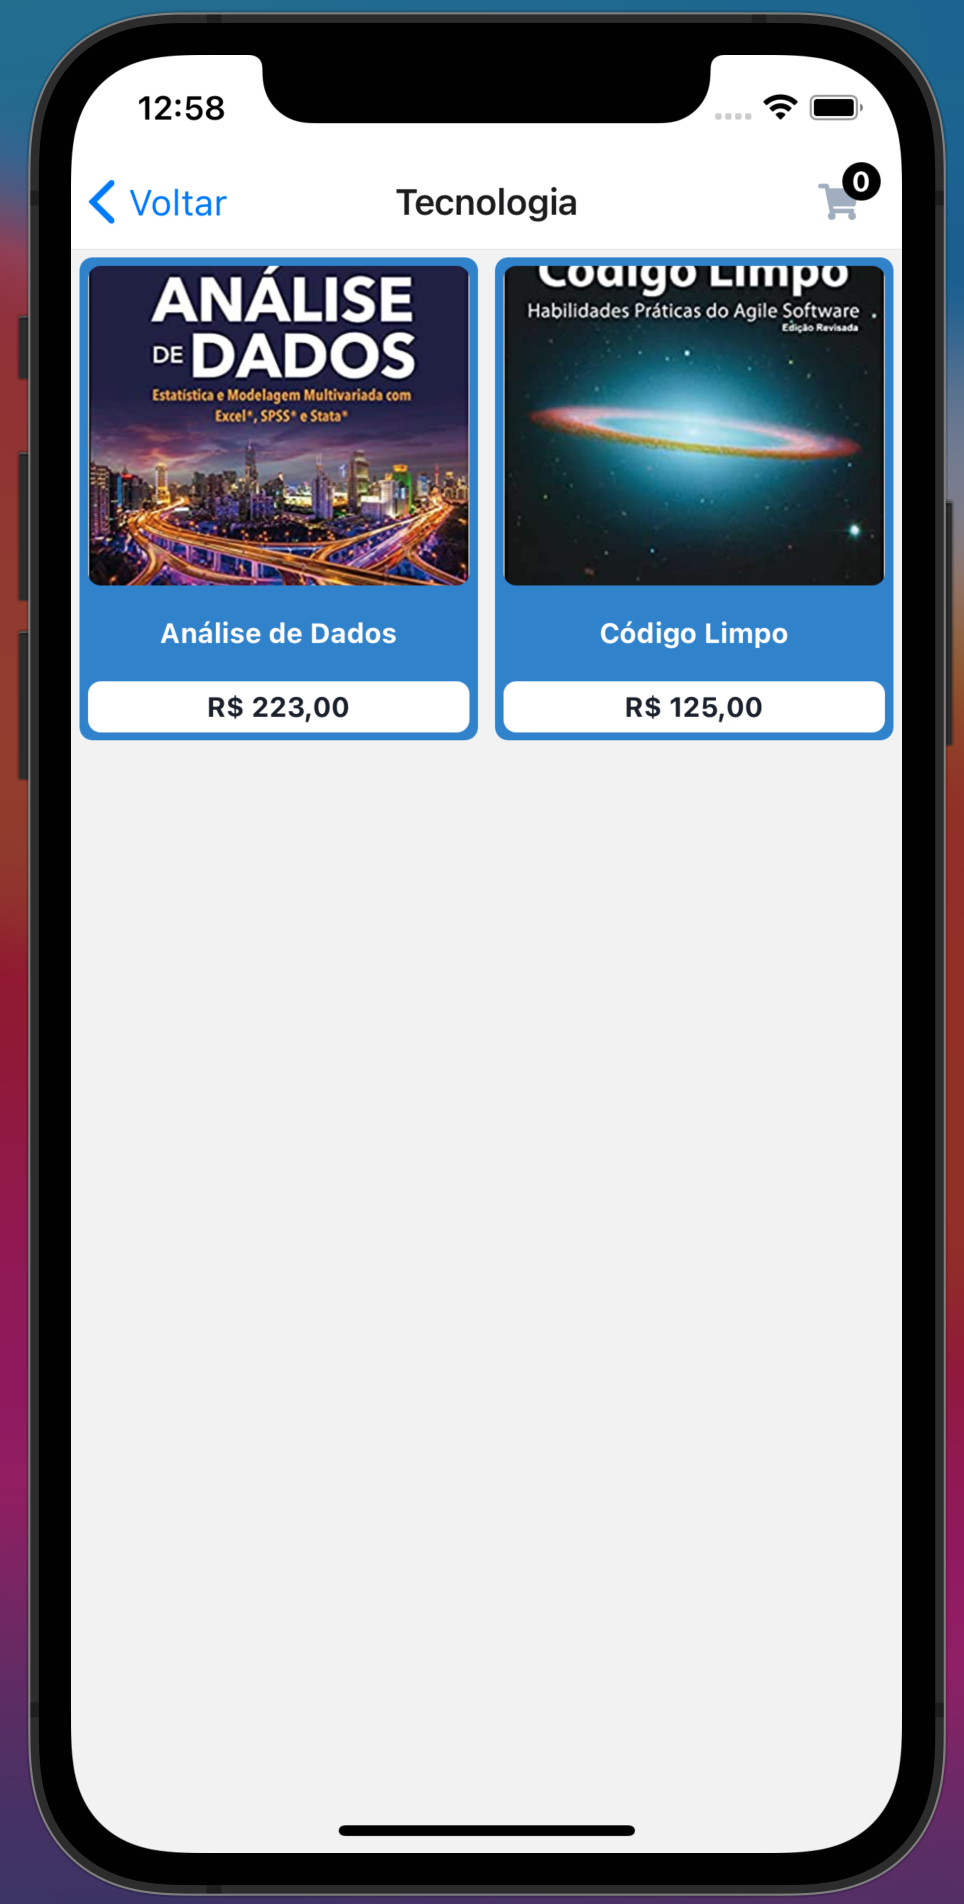 12:58
Voltar
Tecnologia
0
ANÁLISE
DE DADOS
Estatística e Modelagem Multivariada com
Excel®, SPSS® e Stata®
Análise de Dados
R$ 223,00
Código Limpo
Habilidades Práticas do Agile Software
Edição Revisada
Código Limpo
R$ 125,00